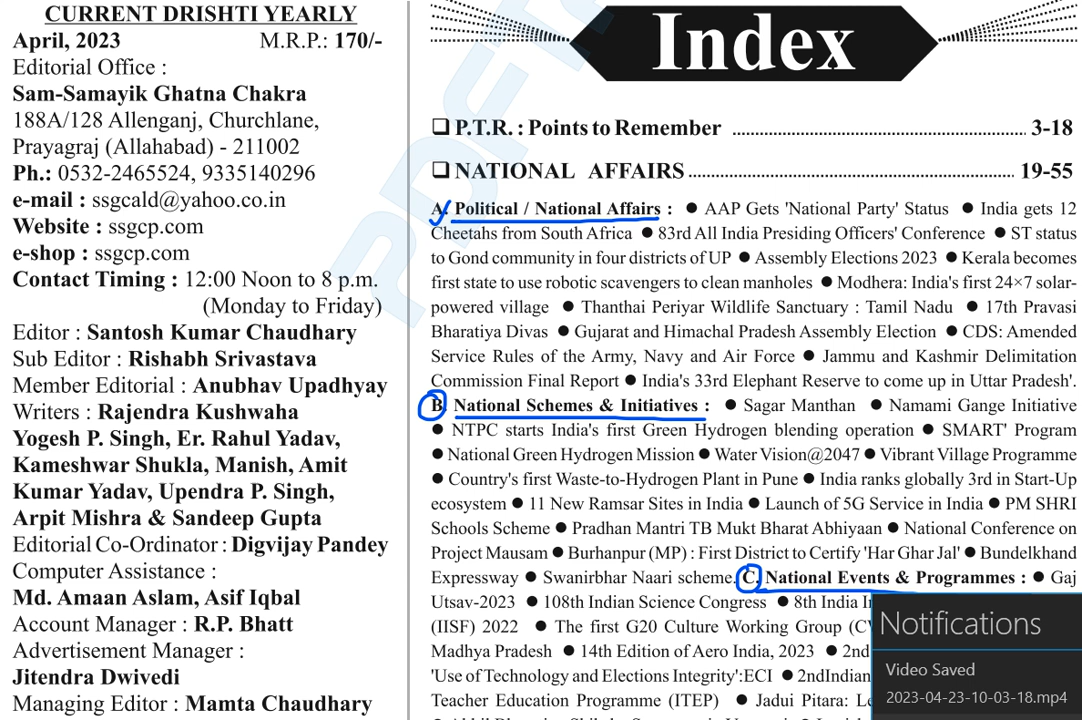 CURRENT DRISHTI YEARLY
April, 2023 M.R.P.: 170/-
Editorial Office :
Sam-Samayik Ghatna Chakra
188A/128 Allenganj, Churchlane,
Prayagraj (Allahabad) - 211002
Ph.: 0532-2465524, 9335140296
e-mail : ssgcald@yahoo.co.in
Website : ssgcp.com
e-shop : ssgcp.com
Contact Timing : 12:00 Noon to 8 p.m.
(Monday to Friday)
Editor : Santosh Kumar Chaudhary
Sub Editor : Rishabh Srivastava
Member Editorial : Anubhav Upadhyay
Writers : Rajendra Kushwaha
Yogesh P. Singh, Er. Rahul Yadav,
Kameshwar Shukla, Manish, Amit
Kumar Yadav, Upendra P. Singh,
Arpit Mishra & Sandeep Gupta
Editorial Co-Ordinator : Digvijay Pandey
Computer Assistance :
Md. Amaan Aslam, Asif Iqbal
Account Manager : R.P. Bhatt
Advertisement Manager :
Jitendra Dwivedi
Managing Editor : Mamta Chaudhary
Index
❑ P.T.R. : Points to Remember ........ 3-18
❑ NATIONAL AFFAIRS ........ 19-55
A. Political / National Affairs : ● AAP Gets 'National Party' Status ● India gets 12
Cheetahs from South Africa ● 83rd All India Presiding Officers' Conference ● ST status
to Gond community in four districts of UP ● Assembly Elections 2023 ● Kerala becomes
first state to use robotic scavengers to clean manholes ● Modhera: India's first 24×7 solar-
powered village ● Thanthai Periyar Wildlife Sanctuary : Tamil Nadu ● 17th Pravasi
Bharatiya Divas ● Gujarat and Himachal Pradesh Assembly Election ● CDS: Amended
Service Rules of the Army, Navy and Air Force ● Jammu and Kashmir Delimitation
Commission Final Report ● India's 33rd Elephant Reserve to come up in Uttar Pradesh'.
B. National Schemes & Initiatives : ● Sagar Manthan ● Namami Gange Initiative
● NTPC starts India's first Green Hydrogen blending operation ● SMART' Program
● National Green Hydrogen Mission ● Water Vision@2047 ● Vibrant Village Programme
● Country's first Waste-to-Hydrogen Plant in Pune ● India ranks globally 3rd in Start-Up
ecosystem ● 11 New Ramsar Sites in India ● Launch of 5G Service in India ● PM SHRI
Schools Scheme ● Pradhan Mantri TB Mukt Bharat Abhiyaan ● National Conference on
Project Mausam ● Burhanpur (MP) : First District to Certify 'Har Ghar Jal' ● Bundelkhand
Expressway ● Swanirbhar Naari scheme. C. National Events & Programmes : ● Gaj
Utsav-2023 ● 108th Indian Science Congress ● 8th India
(IISF) 2022 ● The first G20 Culture Working Group
Madhya Pradesh ● 14th Edition of Aero India, 2023 ● 2nd
'Use of Technology and Elections Integrity':ECI ● 2ndIndian
Teacher Education Programme (ITEP) ● Jadui Pitara:
Notifications
Video Saved
2023-04-23-10-03-18.mp4
PDF